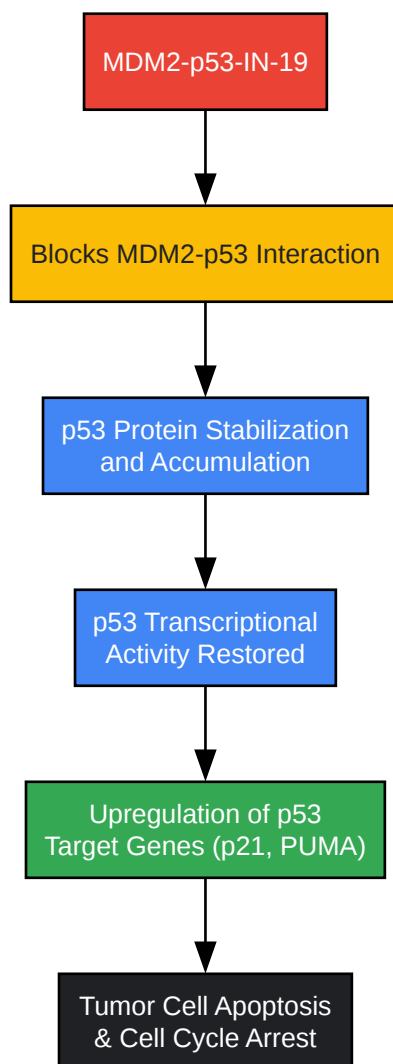 MDM2-p53-IN-19
Blocks MDM2-p53 Interaction
p53 Protein Stabilization
and Accumulation
p53 Transcriptional
Activity Restored
Upregulation of p53
Target Genes (p21, PUMA)
Tumor Cell Apoptosis
& Cell Cycle Arrest